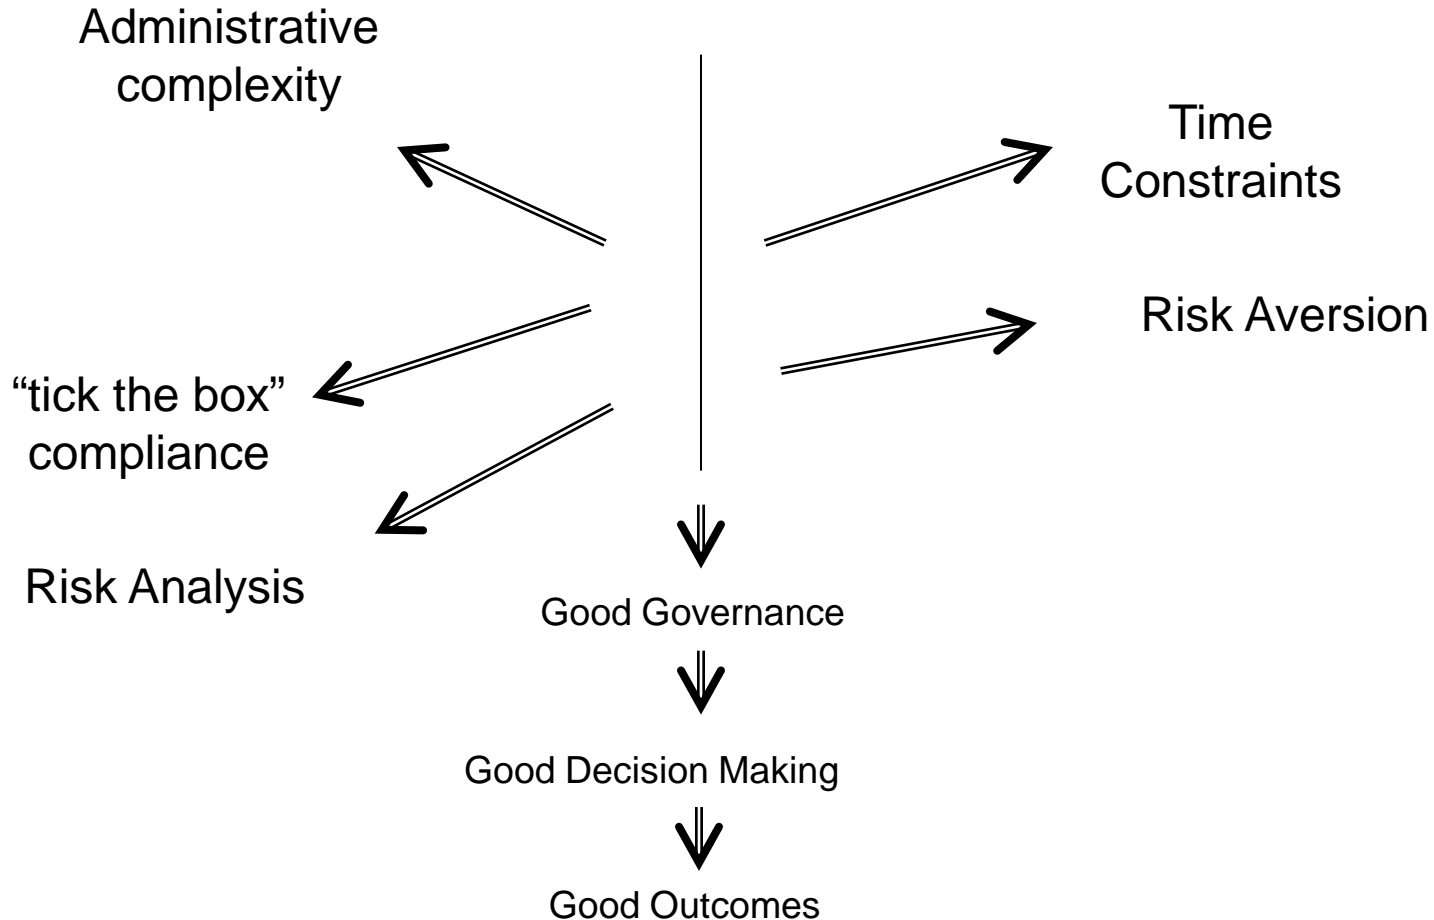 Administrative
complexity
Time
Constraints
Risk Aversion
“tick the box”
compliance
Risk Analysis
Good Governance
Good Decision Making
Good Outcomes